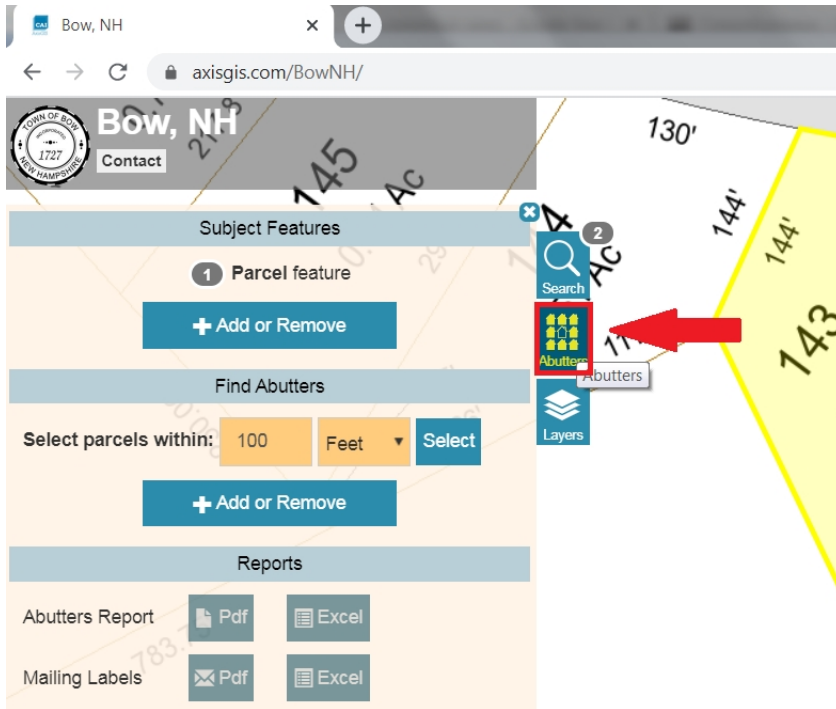 CAI
Bow, NH
axisgis.com/BowNH/
TOWN OF BOW
INCORPORATED
1727
NEW HAMPSHIRE
Bow, NH
Contact
145
130'
144'
144'
143
Subject Features
1 Parcel feature
Add or Remove
2
Search
Abutters
Abutters
Layers
Find Abutters
Select parcels within: 100 Feet Select
Add or Remove
Reports
Abutters Report Pdf Excel
Mailing Labels Pdf Excel